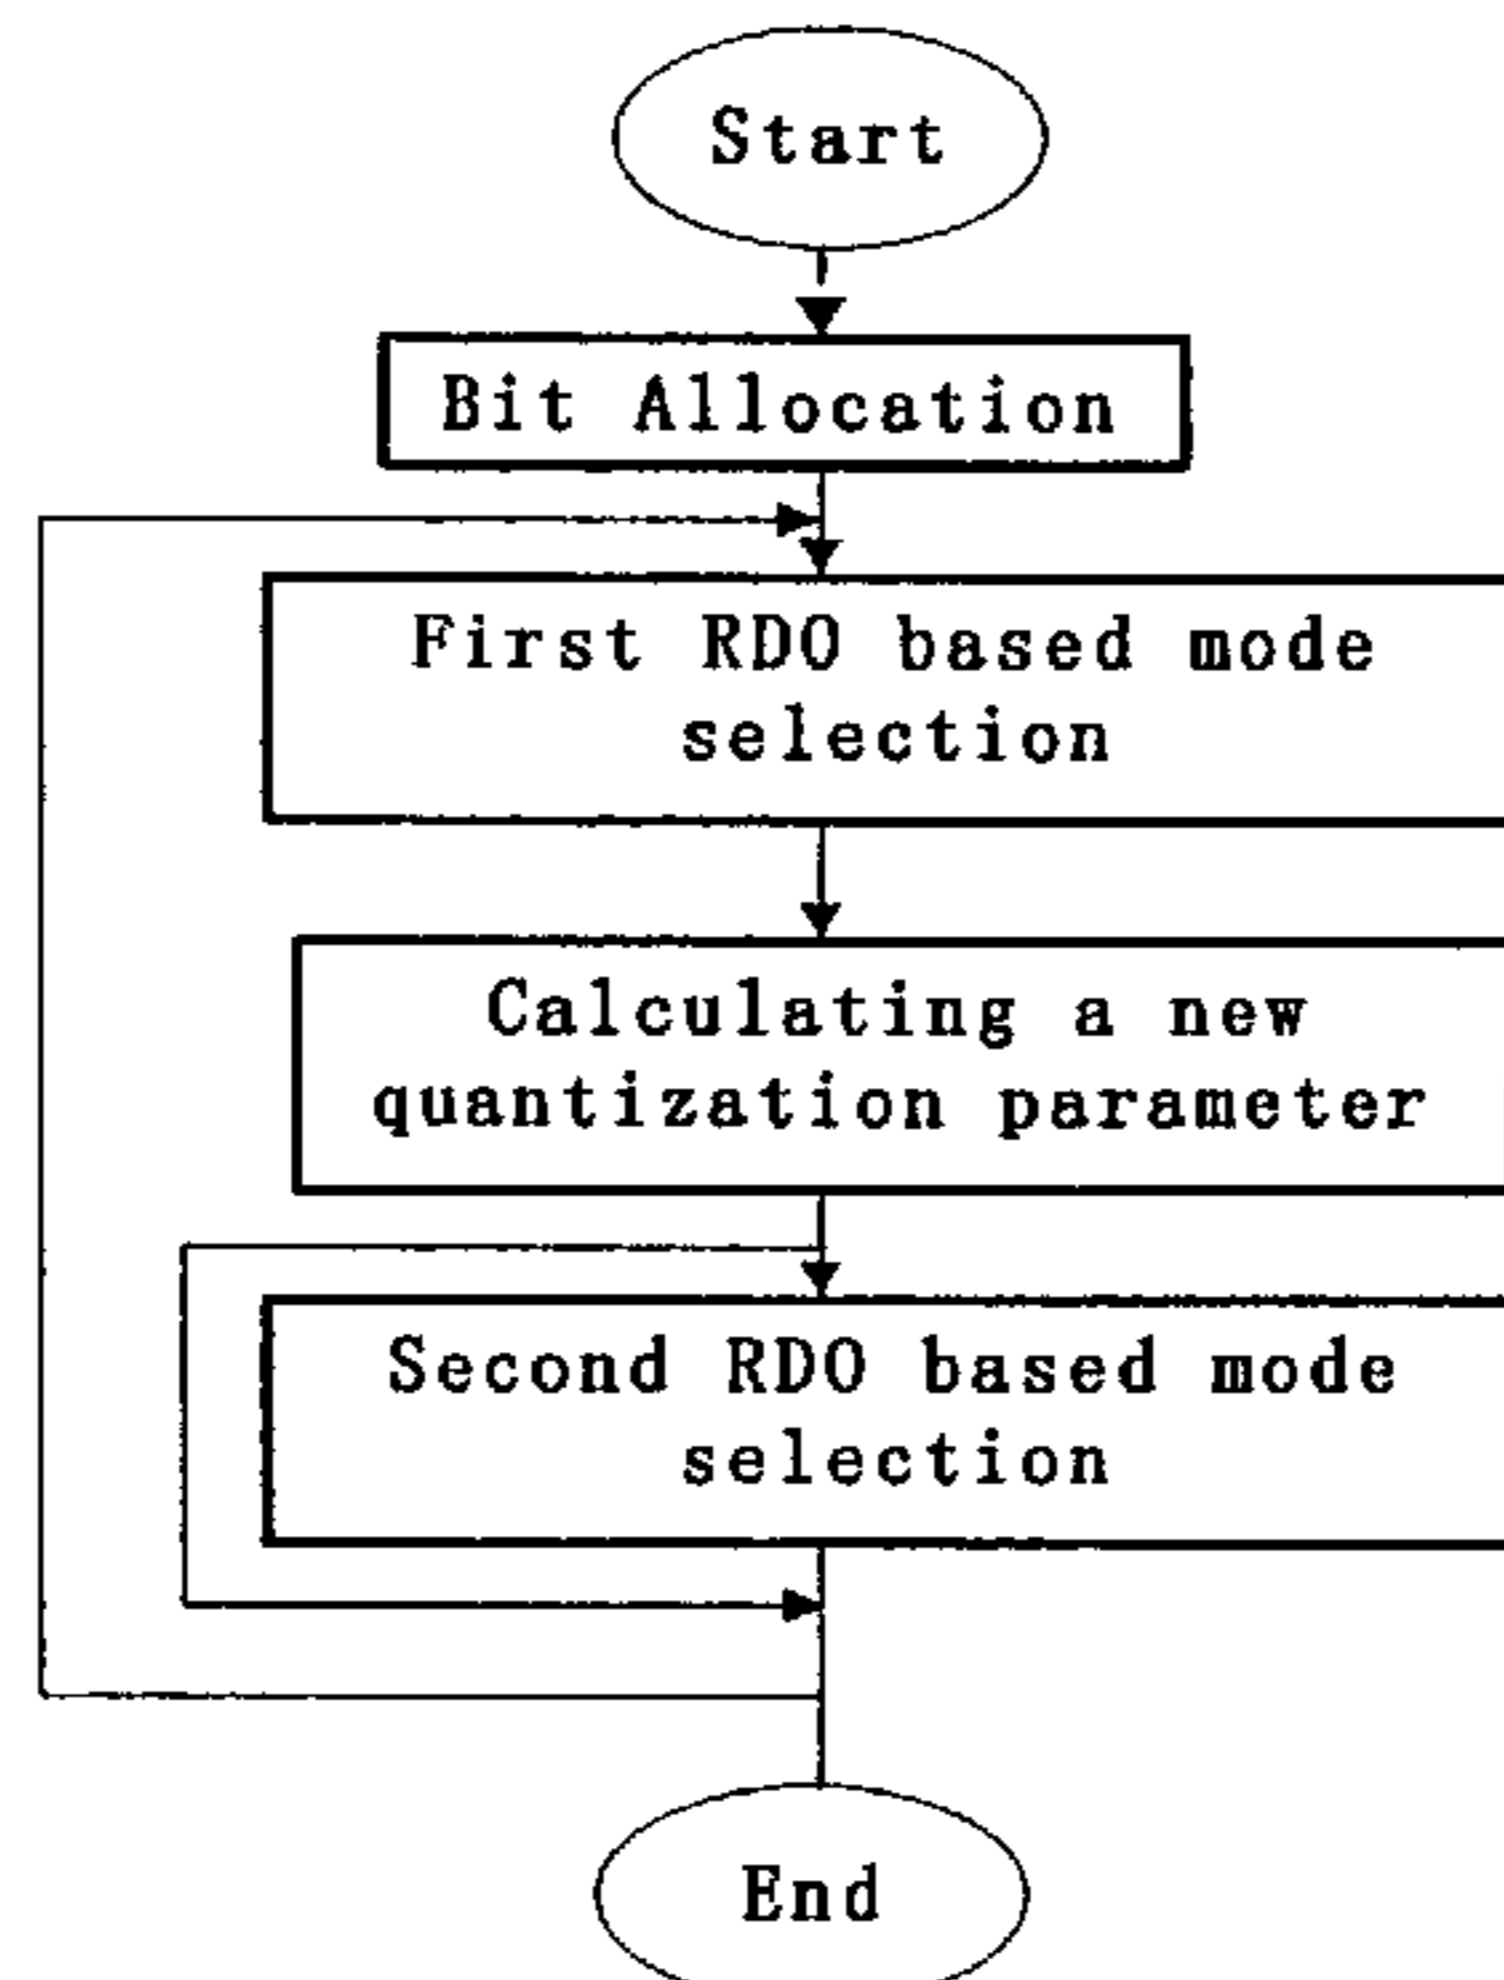 Start
Bit Allocation
First RDO based mode
selection
Calculating a new
quantization parameter
Second RDO based mode
selection
End